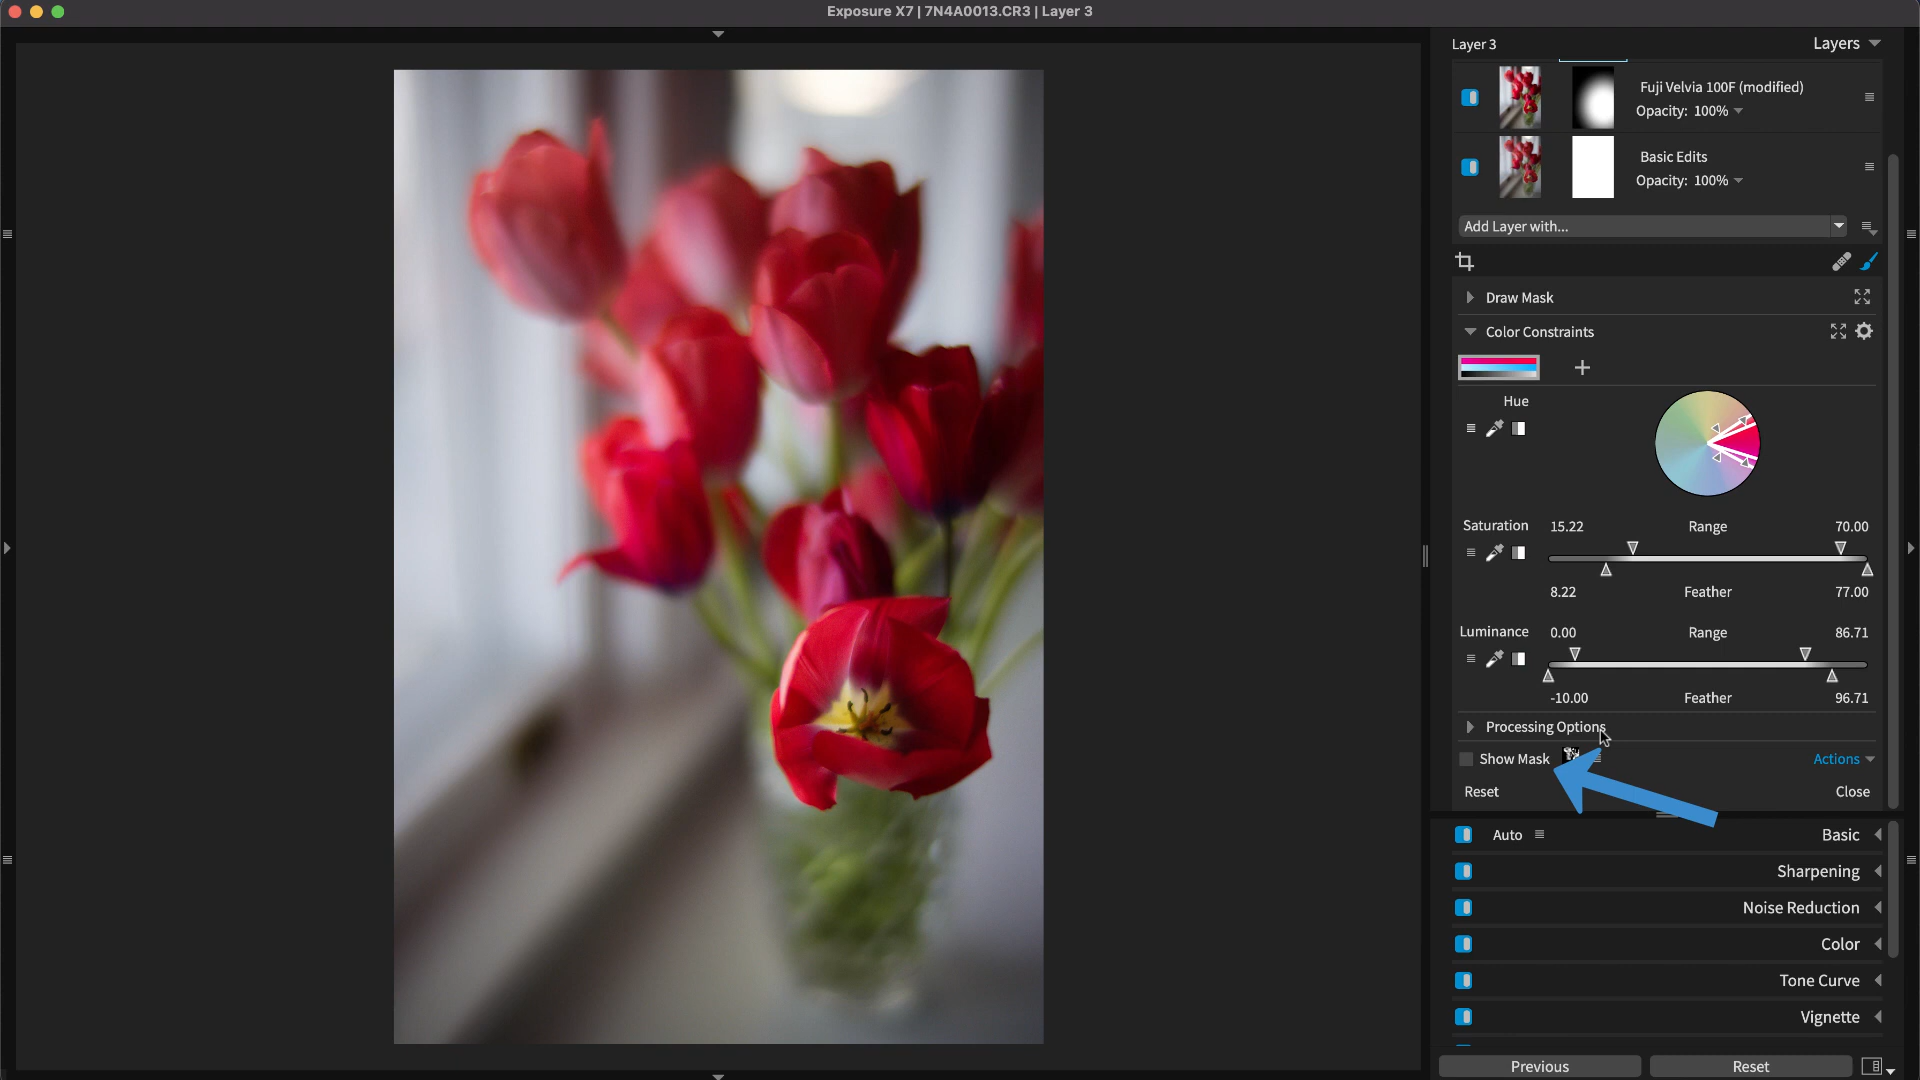 Exposure X7 | 7N4A0013.CR3 | Layer 3
Layer 3 Layers
Fuji Velvia 100F (modified)
Opacity: 100%
Basic Edits
Opacity: 100%
Add Layer with...
Draw Mask
Color Constraints
Hue
Saturation 15.22 Range 70.00
8.22 Feather 77.00
Luminance 0.00 Range 86.71
-10.00 Feather 96.71
Processing Options
Show Mask Actions
Reset Close
Auto Basic
Sharpening
Noise Reduction
Color
Tone Curve
Vignette
Previous Reset